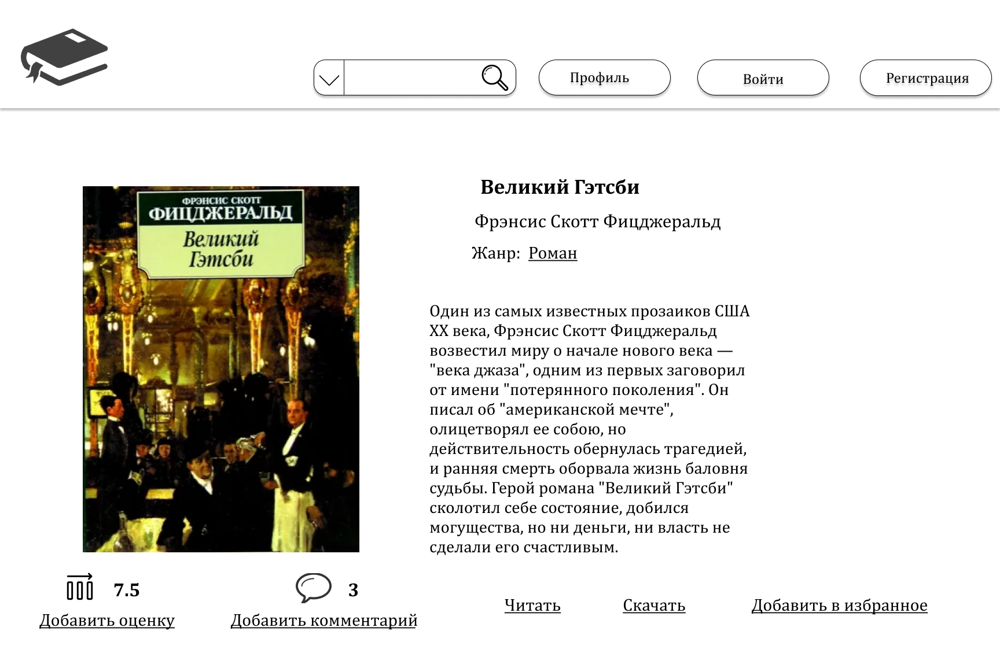 Профиль
Войти
Регистрация
ФРЭНСИС СКОТТ
ФИЦДЖЕРАЛЬД
Великий
Гэтсби
Великий Гэтсби
Фрэнсис Скотт Фицджеральд
Жанр: Роман
Один из самых известных прозаиков США
XX века, Фрэнсис Скотт Фицджеральд
возвестил миру о начале нового века —
"века джаза", одним из первых заговорил
от имени "потерянного поколения". Он
писал об "американской мечте",
олицетворял ее собою, но
действительность обернулась трагедией,
и ранняя смерть оборвала жизнь баловня
судьбы. Герой романа "Великий Гэтсби"
сколотил себе состояние, добился
могущества, но ни деньги, ни власть не
сделали его счастливым.
7.5
3
Добавить оценку
Добавить комментарий
Читать
Скачать
Добавить в избранное